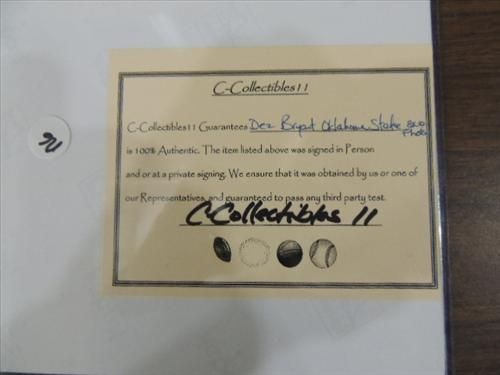 C-Collectibles11
C-Collectibles11 Guarantees Dez Bryant Oklahoma State 8x10
Photo
is 100% Authentic. The item listed above was signed in Person
and or at a private signing. We ensure that it was obtained by us or one of
our Representatives, and guaranteed to pass any third party test.
C-Collectibles 11